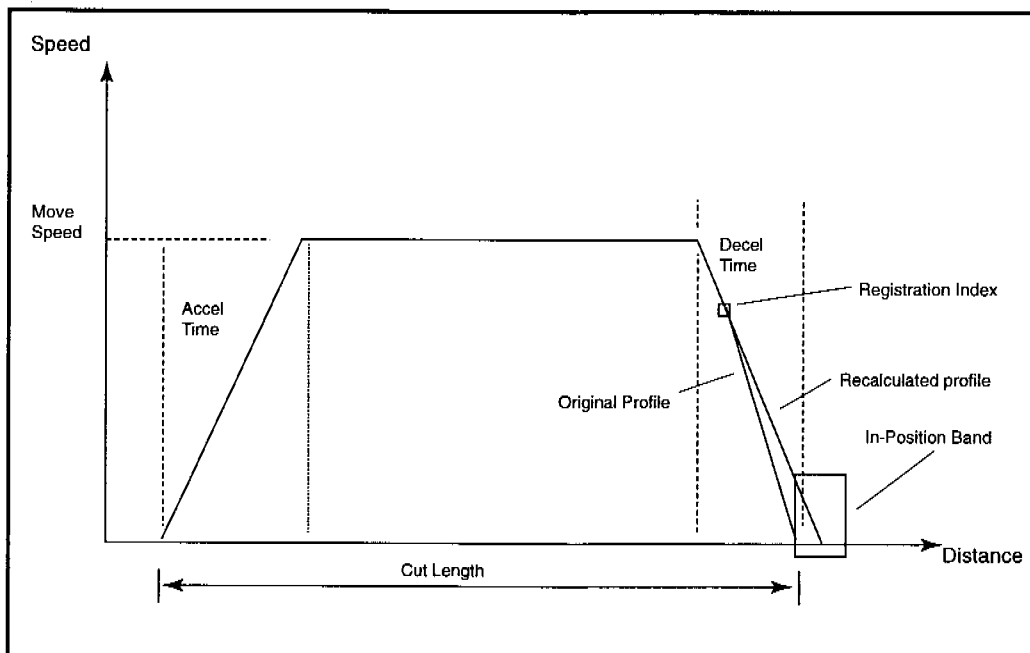 Speed
Move
Speed
Accel
Time
Decel
Time
Registration Index
Original Profile
Recalculated profile
In-Position Band
Distance
Cut Length